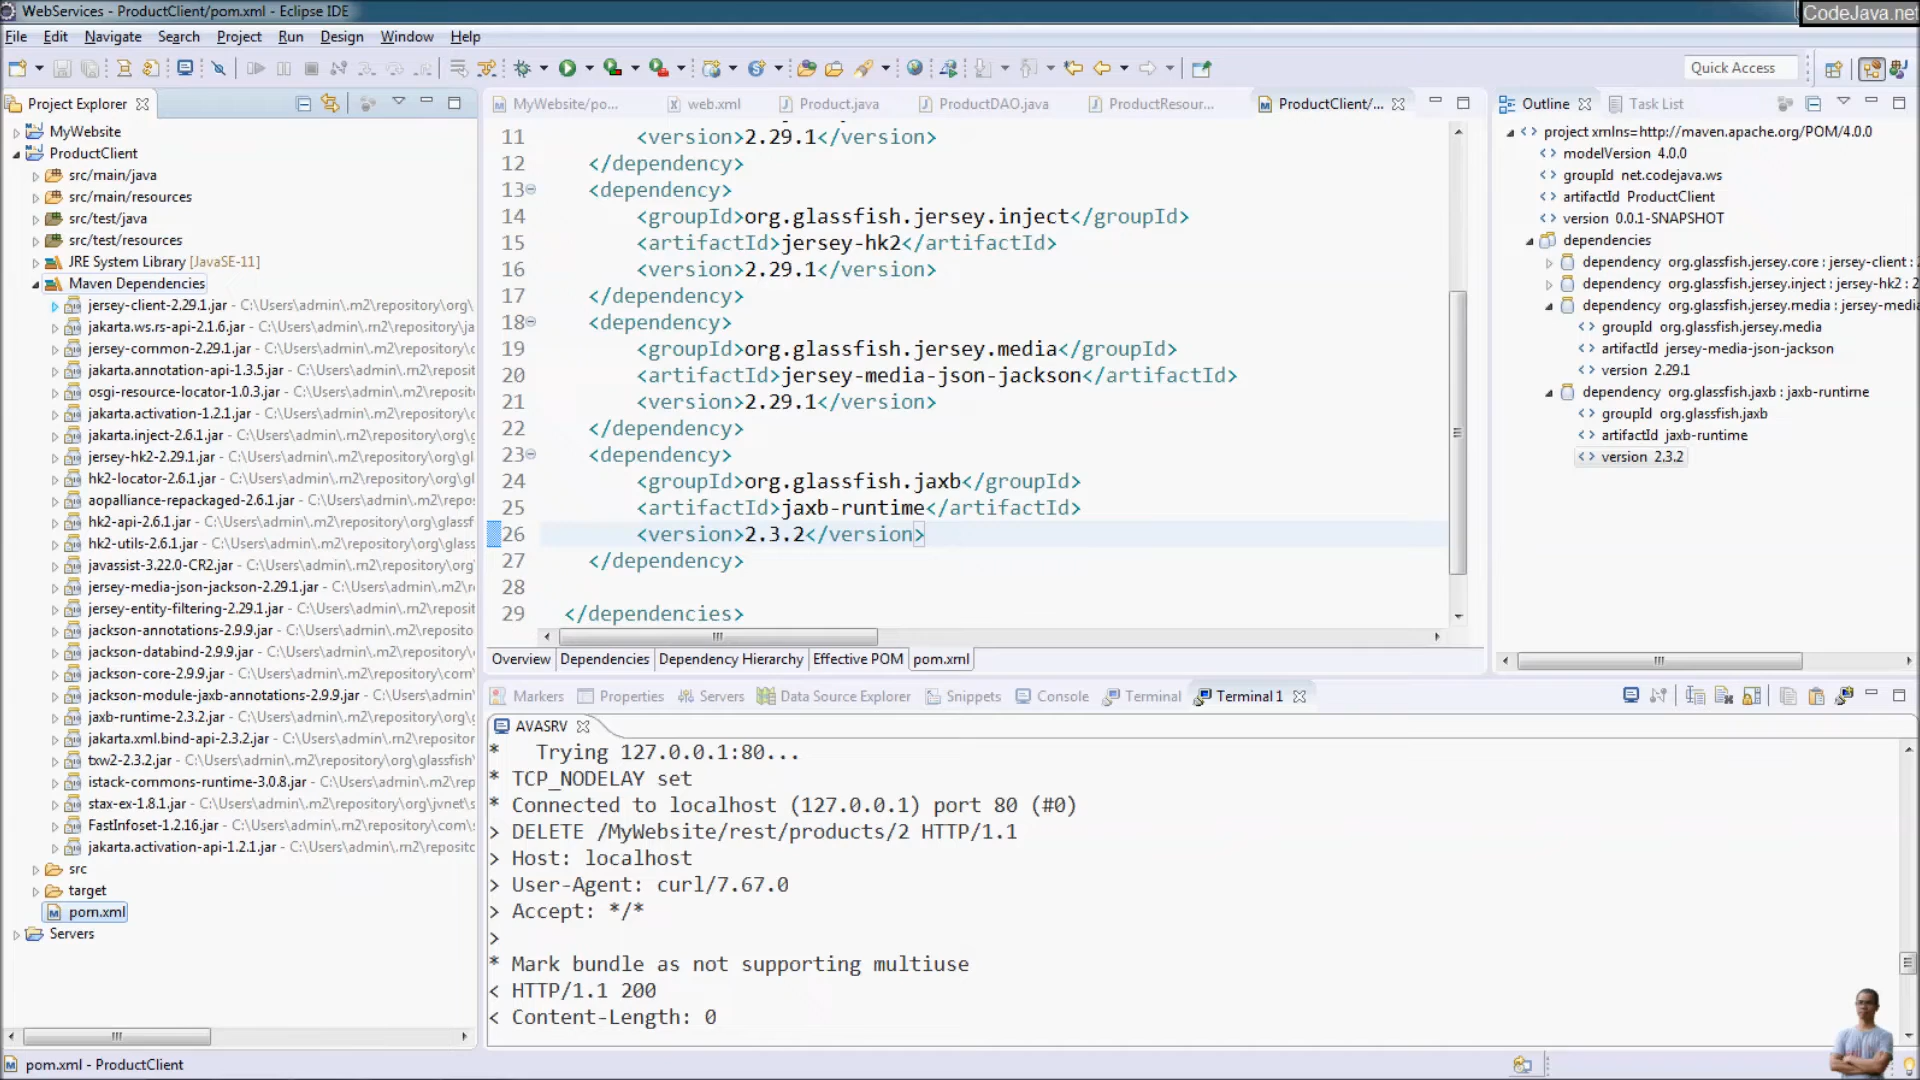 WebServices - ProductClient/pom.xml - Eclipse IDE
CodeJava.net
File Edit Navigate Search Project Run Design Window Help
Quick Access
Project Explorer
MyWebsite
ProductClient
src/main/java
src/main/resources
src/test/java
src/test/resources
JRE System Library [JavaSE-11]
Maven Dependencies
jersey-client-2.29.1.jar - C:\Users\admin\.m2\repository\org\
jakarta.ws.rs-api-2.1.6.jar - C:\Users\admin\.m2\repository\ja
jersey-common-2.29.1.jar - C:\Users\admin\.m2\repository\c
jakarta.annotation-api-1.3.5.jar - C:\Users\admin\.m2\reposit
osgi-resource-locator-1.0.3.jar - C:\Users\admin\.m2\reposito
jakarta.activation-1.2.1.jar - C:\Users\admin\.m2\repository\c
jakarta.inject-2.6.1.jar - C:\Users\admin\.m2\repository\org\g
jersey-hk2-2.29.1.jar - C:\Users\admin\.m2\repository\org\gl
hk2-locator-2.6.1.jar - C:\Users\admin\.m2\repository\org\gl
aopalliance-repackaged-2.6.1.jar - C:\Users\admin\.m2\repos
hk2-api-2.6.1.jar - C:\Users\admin\.m2\repository\org\glassf
hk2-utils-2.6.1.jar - C:\Users\admin\.m2\repository\org\glass
javassist-3.22.0-CR2.jar - C:\Users\admin\.m2\repository\org\
jersey-media-json-jackson-2.29.1.jar - C:\Users\admin\.m2\re
jersey-entity-filtering-2.29.1.jar - C:\Users\admin\.m2\reposit
jackson-annotations-2.9.9.jar - C:\Users\admin\.m2\reposito
jackson-databind-2.9.9.jar - C:\Users\admin\.m2\repository\c
jackson-core-2.9.9.jar - C:\Users\admin\.m2\repository\com\
jackson-module-jaxb-annotations-2.9.9.jar - C:\Users\admin\
jaxb-runtime-2.3.2.jar - C:\Users\admin\.m2\repository\org\g
jakarta.xml.bind-api-2.3.2.jar - C:\Users\admin\.m2\repositor
txw2-2.3.2.jar - C:\Users\admin\.m2\repository\org\glassfish\
istack-commons-runtime-3.0.8.jar - C:\Users\admin\.m2\repo
stax-ex-1.8.1.jar - C:\Users\admin\.m2\repository\org\jvnet\s
FastInfoset-1.2.16.jar - C:\Users\admin\.m2\repository\com\s
jakarta.activation-api-1.2.1.jar - C:\Users\admin\.m2\reposito
src
target
pom.xml
Servers
MyWebsite/po... web.xml Product.java ProductDAO.java ProductResour... ProductClient/...
11 <version>2.29.1</version>
12 </dependency>
13 <dependency>
14 <groupId>org.glassfish.jersey.inject</groupId>
15 <artifactId>jersey-hk2</artifactId>
16 <version>2.29.1</version>
17 </dependency>
18 <dependency>
19 <groupId>org.glassfish.jersey.media</groupId>
20 <artifactId>jersey-media-json-jackson</artifactId>
21 <version>2.29.1</version>
22 </dependency>
23 <dependency>
24 <groupId>org.glassfish.jaxb</groupId>
25 <artifactId>jaxb-runtime</artifactId>
26 <version>2.3.2</version>
27 </dependency>
28
29 </dependencies>
Overview Dependencies Dependency Hierarchy Effective POM pom.xml
Outline Task List
project xmlns=http://maven.apache.org/POM/4.0.0
modelVersion 4.0.0
groupId net.codejava.ws
artifactId ProductClient
version 0.0.1-SNAPSHOT
dependencies
dependency org.glassfish.jersey.core : jersey-client : 2
dependency org.glassfish.jersey.inject : jersey-hk2 : 2
dependency org.glassfish.jersey.media : jersey-media
groupId org.glassfish.jersey.media
artifactId jersey-media-json-jackson
version 2.29.1
dependency org.glassfish.jaxb : jaxb-runtime
groupId org.glassfish.jaxb
artifactId jaxb-runtime
version 2.3.2
Markers Properties Servers Data Source Explorer Snippets Console Terminal Terminal 1
AVASRV
* Trying 127.0.0.1:80...
* TCP_NODELAY set
* Connected to localhost (127.0.0.1) port 80 (#0)
> DELETE /MyWebsite/rest/products/2 HTTP/1.1
> Host: localhost
> User-Agent: curl/7.67.0
> Accept: */*
>
* Mark bundle as not supporting multiuse
< HTTP/1.1 200
< Content-Length: 0
pom.xml - ProductClient